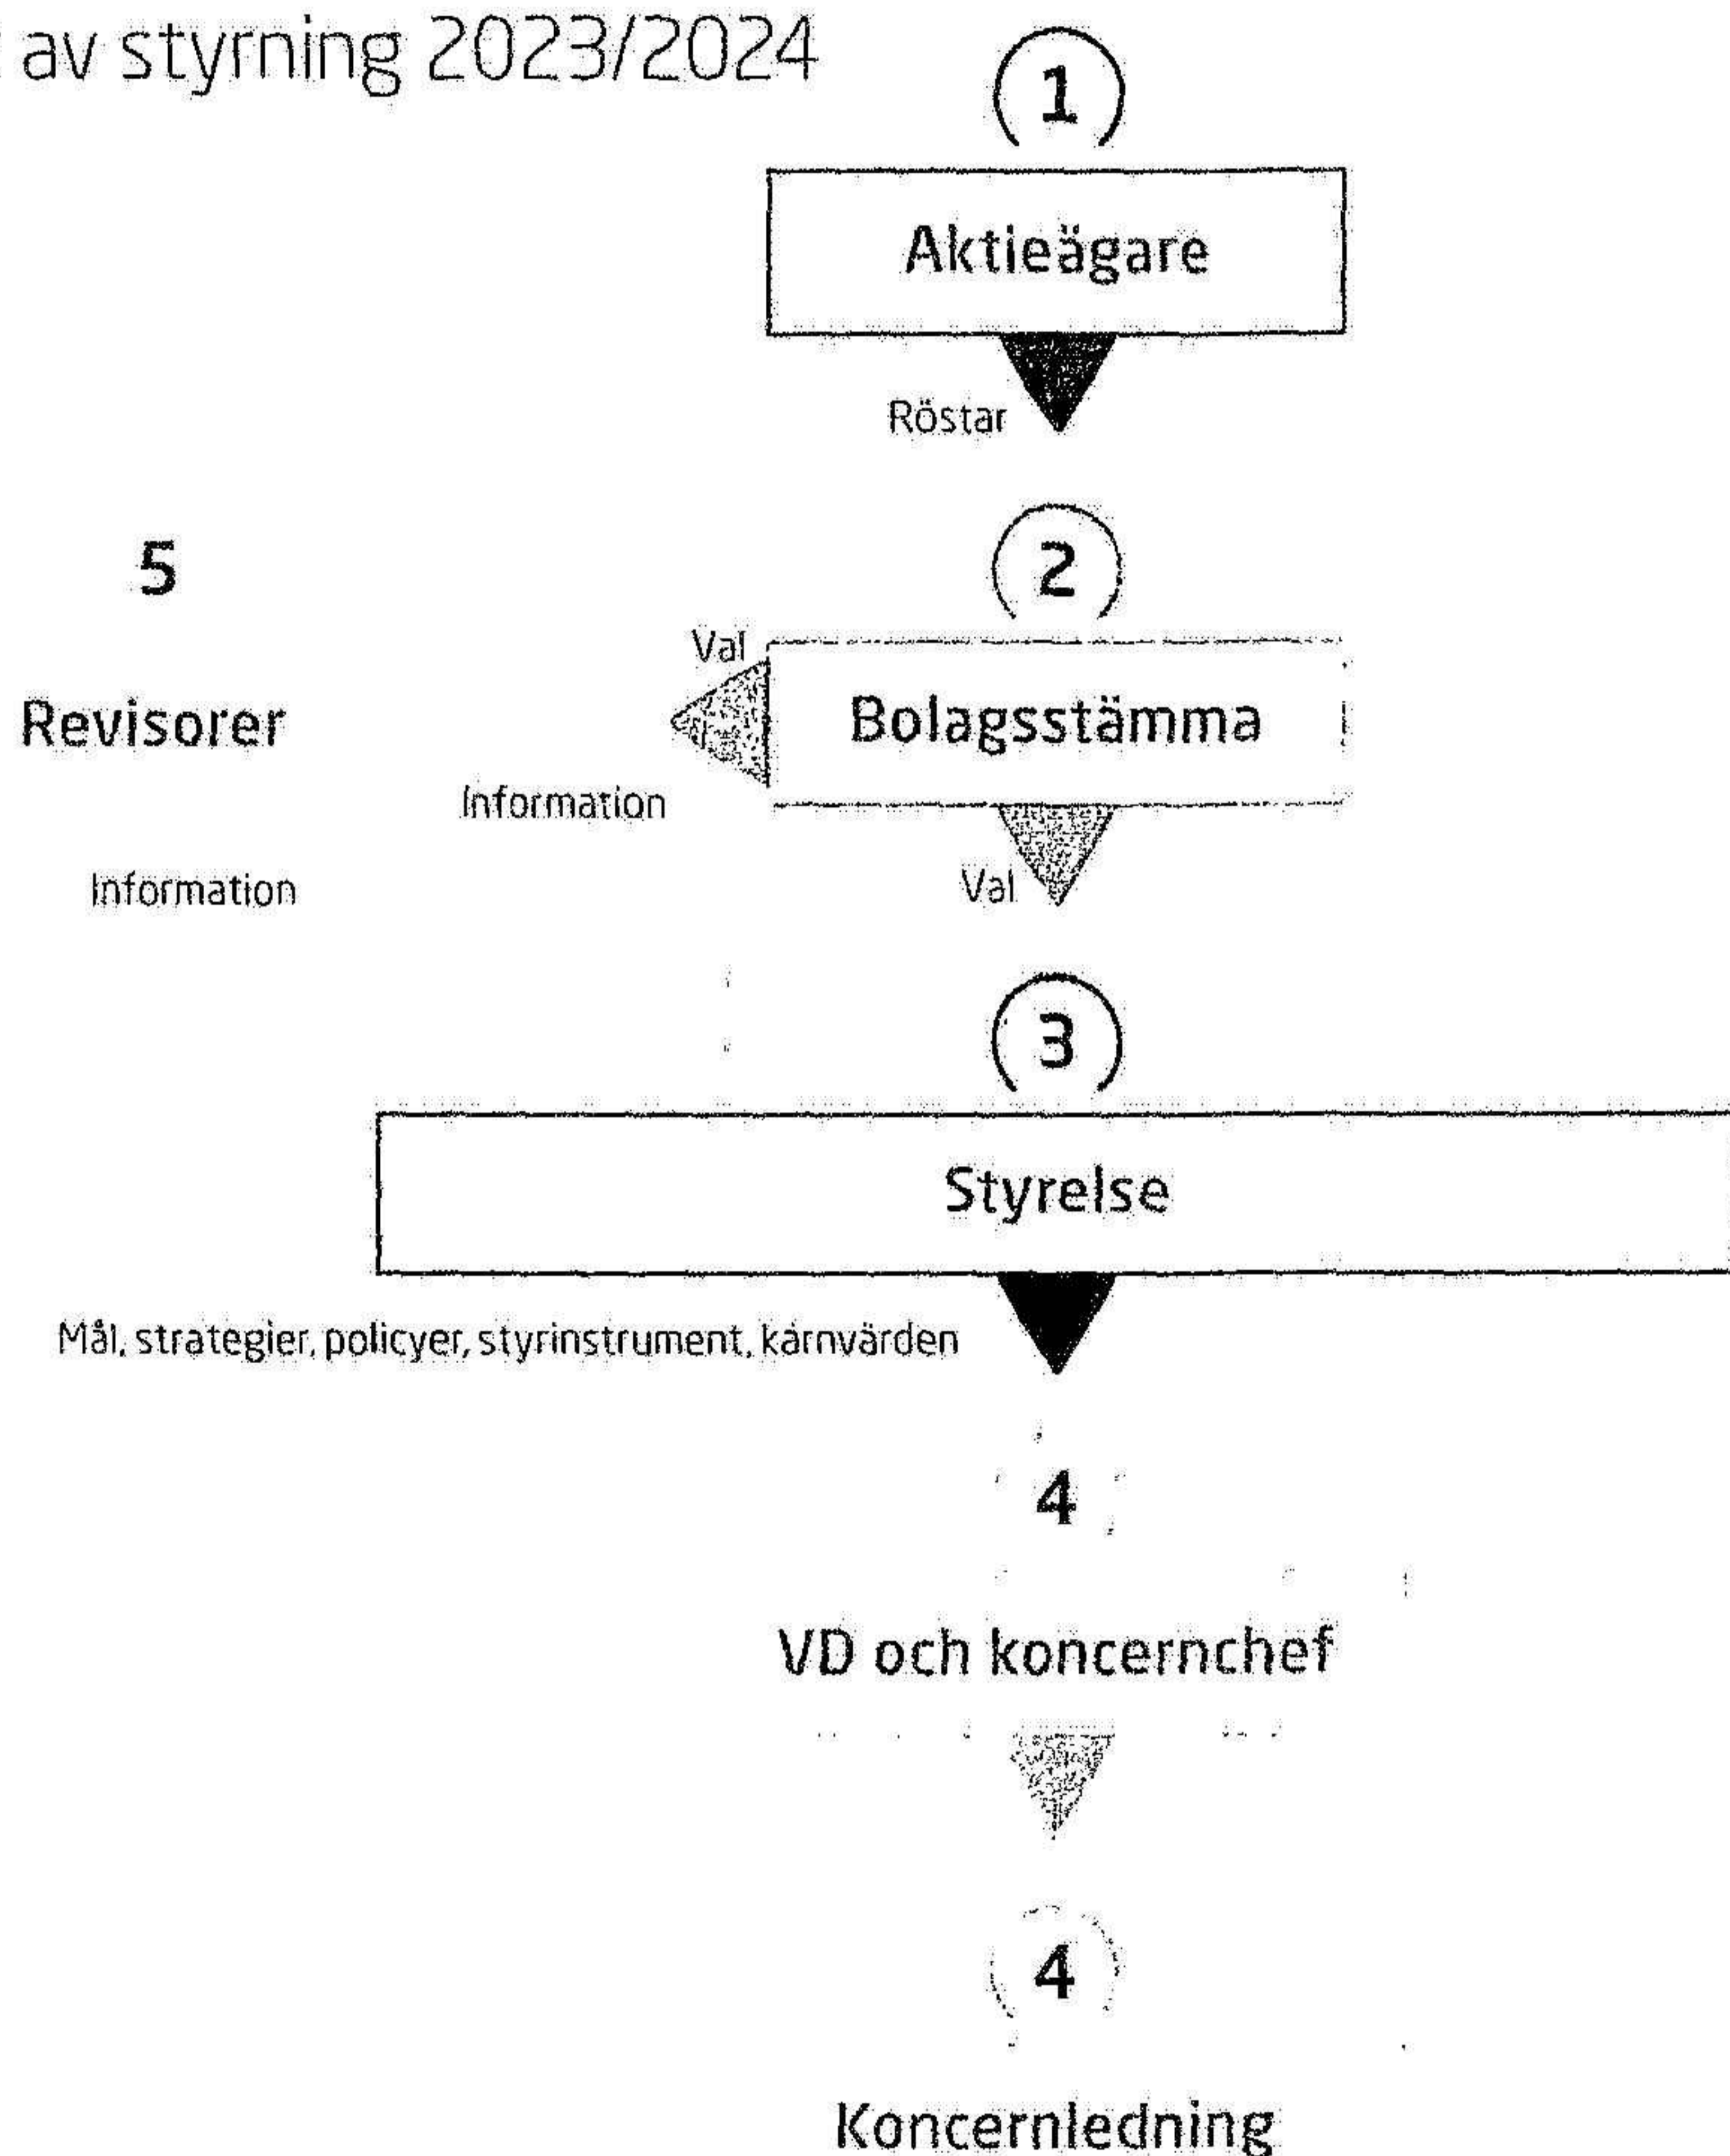 av styrning 2023/2024
1
Aktieägare
Röstar
5
2
Val
Revisorer
Bolagsstämma
Information
Information
Val
3
Styrelse
Mål, strategier, policyer, styrinstrument, kärnvärden
4
VD och koncernchef
4
Koncernledning